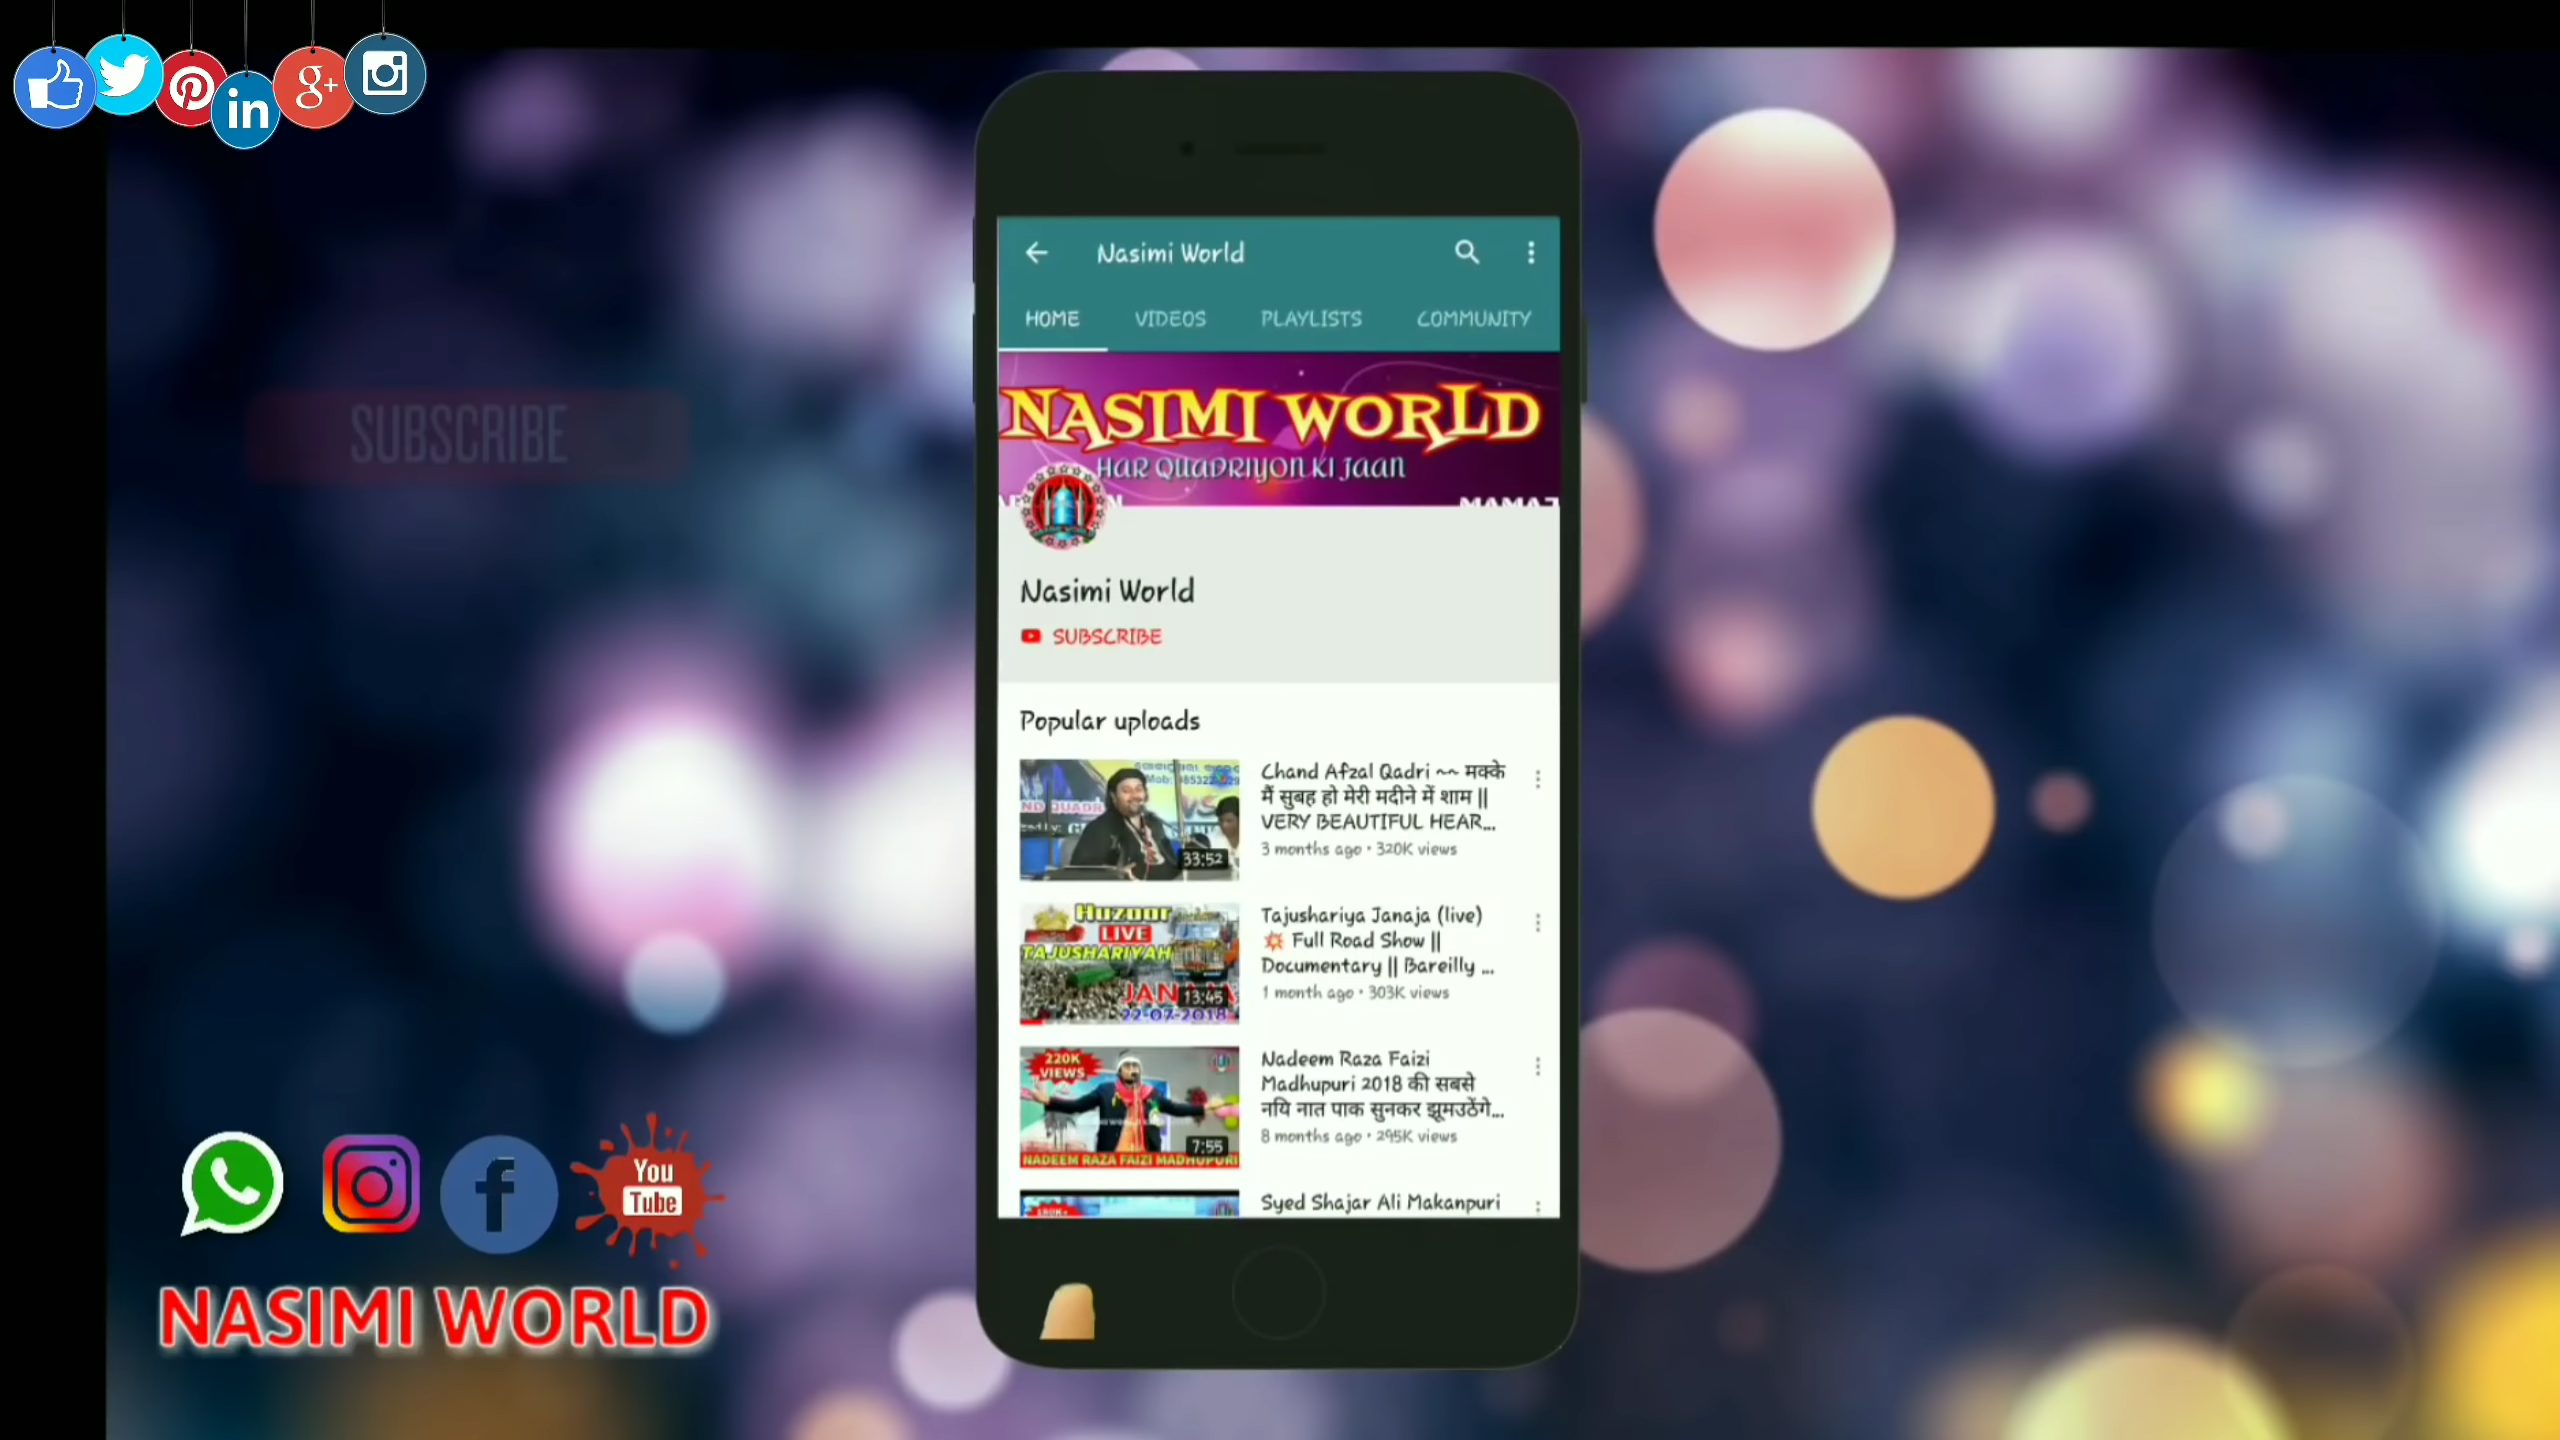 in
g+
SUBSCRIBE
Nasimi World
HOME VIDEOS PLAYLISTS COMMUNITY
NASIMI WORLD
HAR QUADRIYON KI JAAN
Nasimi World
SUBSCRIBE
Popular uploads
Chand Afzal Qadri ~~ मक्के
मैं सुबह हो मेरी मदीने में शाम ||
VERY BEAUTIFUL HEAR...
3 months ago • 320K views
33:52
Huzoor
LIVE
TAJUSHARIYAH
13:45
22-07-2018
Tajushariya Janaja (live)
💥 Full Road Show ||
Documentary || Bareilly ...
1 month ago • 303K views
220K
VIEWS
7:55
NADEEM RAZA FAIZI MADHUPURI
Nadeem Raza Faizi
Madhupuri 2018 की सबसे
नयि नात पाक सुनकर झूमउठेंगे...
8 months ago • 295K views
Syed Shajar Ali Makanpuri
You
Tube
NASIMI WORLD